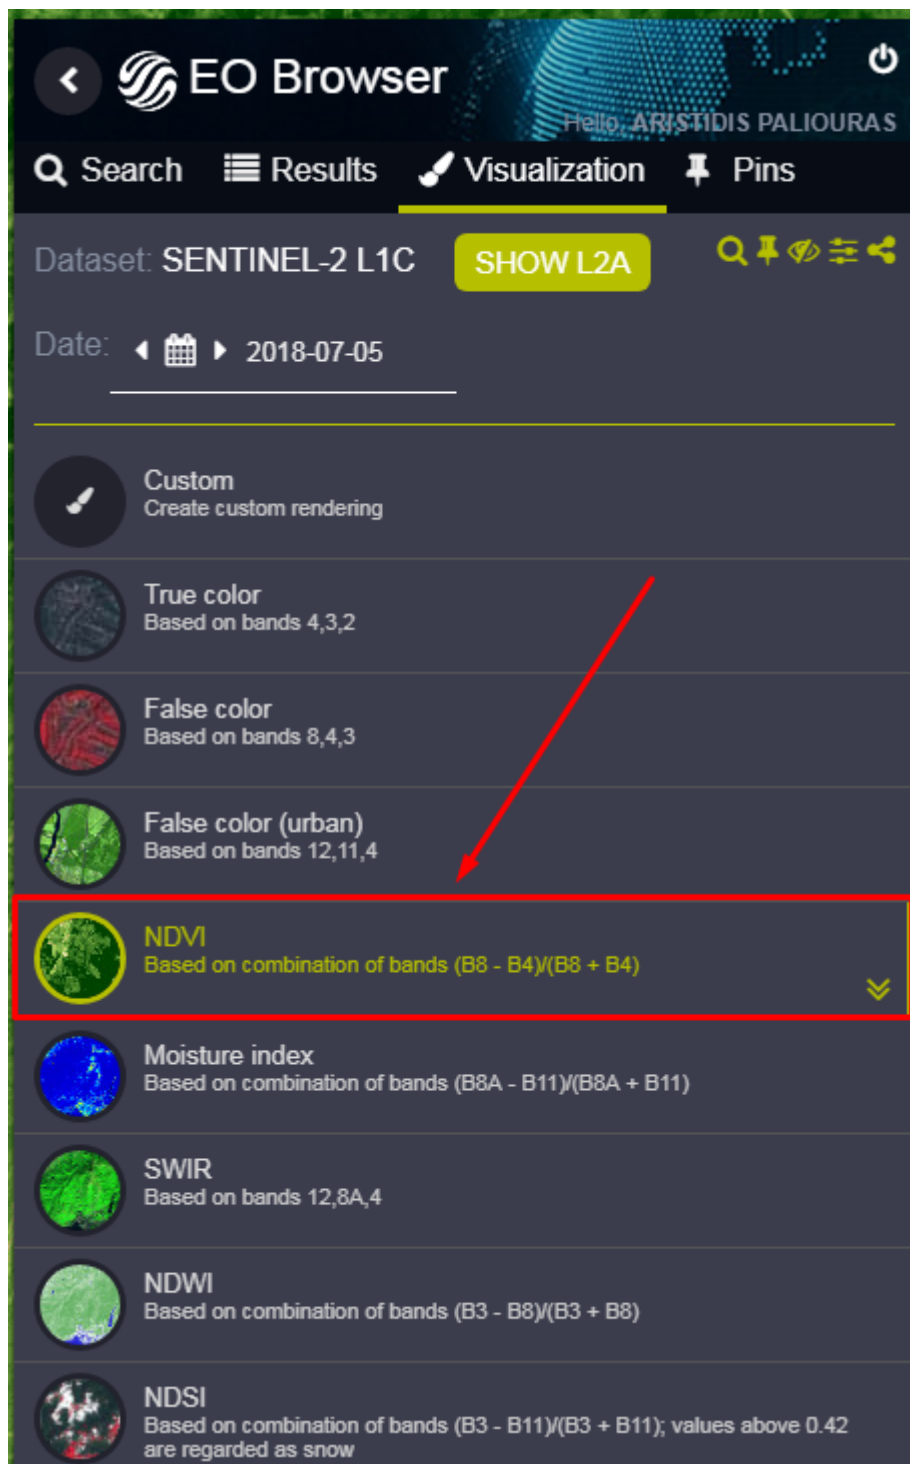 EO Browser
Hello, ARISTIDIS PALIOURAS
Search Results Visualization Pins
Dataset: SENTINEL-2 L1C SHOW L2A
Date: 2018-07-05
Custom
Create custom rendering
True color
Based on bands 4,3,2
False color
Based on bands 8,4,3
False color (urban)
Based on bands 12,11,4
NDVI
Based on combination of bands (B8 - B4)/(B8 + B4)
Moisture index
Based on combination of bands (B8A - B11)/(B8A + B11)
SWIR
Based on bands 12,8A,4
NDWI
Based on combination of bands (B3 - B8)/(B3 + B8)
NDSI
Based on combination of bands (B3 - B11)/(B3 + B11); values above 0.42
are regarded as snow